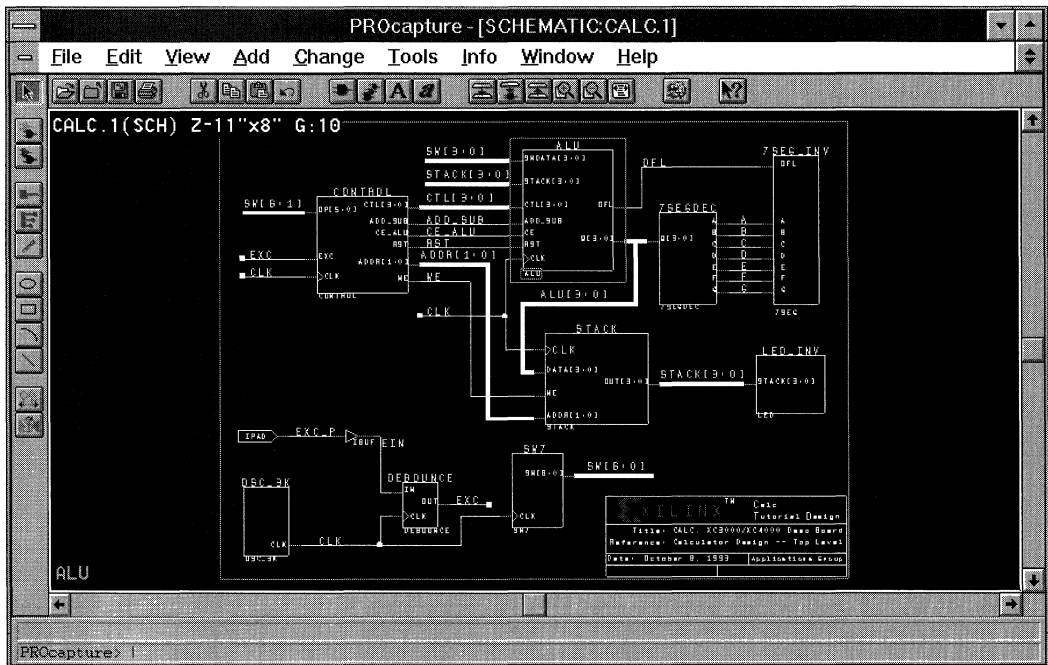 PROcapture - [SCHEMATIC:CALC.1]
File Edit View Add Change Tools Info Window Help
CALC.1(SCH) Z-11"x8" G:10
ALU
SW[3:0]
SWDATA[3:0]
STACK[3:0]
STACK[3:0]
CTL[3:0]
CTL[3:0]
OFL
ADD_SUB
ADD_SUB
CE_ALU
CE
RST
RST
Q[3:0]
CLK
ALU
CONTROL
SW[6:1]
OP[5:0]
CTL[3:0]
ADD_SUB
CE_ALU
RST
EXC
EXC
ADDR[1:0]
ADDR[1:0]
CLK
CLK
WE
WE
CONTROL
OFL
7SEG_INV
OFL
7SEGDEC
Q[3:0]
A A A
B B B
C C C
D D D
E E E
F F F
G G G
7SEGDEC
7SEG
ALU[3:0]
CLK
STACK
CLK
DATA[3:0]
OUT[3:0]
WE
ADDR[1:0]
STACK
STACK[3:0]
LED_INV
STACK[3:0]
LED
IPAD
EXC_P
IBUF
EIN
DEBOUNCE
IN
OUT
EXC
CLK
DEBOUNCE
OSC_3K
CLK
CLK
OSC_3K
SW7
SW[6:0]
SW[6:0]
CLK
SW7
XILINX TM
Calc
Tutorial Design
Title: CALC. XC3000/XC4000 Demo Board
Reference: Calculator Design -- Top Level
Date: October 8, 1993
Applications Group
ALU
PROcapture>